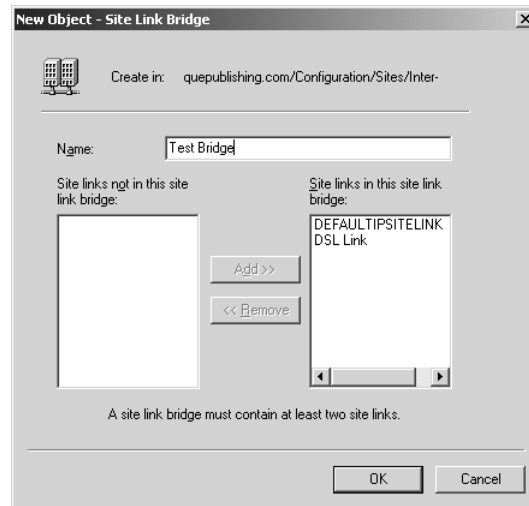 New Object - Site Link Bridge
Create in: quepublishing.com/Configuration/Sites/Inter-
Name: Test Bridge
Site links not in this site
link bridge:
Site links in this site link
bridge:
DEFAULTIPSITELINK
DSL Link
Add >>
<< Remove
A site link bridge must contain at least two site links.
OK Cancel